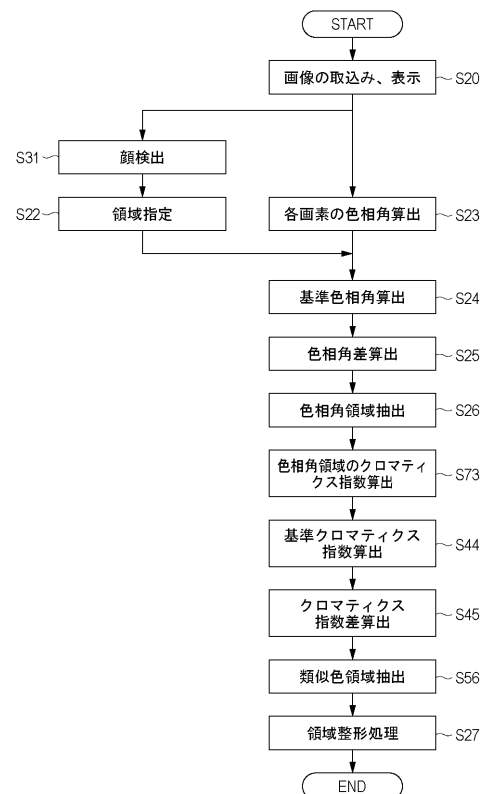 START
画像の取込み、表示
S20
S31
顔検出
S22
領域指定
各画素の色相角算出
S23
基準色相角算出
S24
色相角差算出
S25
色相角領域抽出
S26
色相角領域のクロマティ
クス指数算出
S73
基準クロマティクス
指数算出
S44
クロマティクス
指数差算出
S45
類似色領域抽出
S56
領域整形処理
S27
END